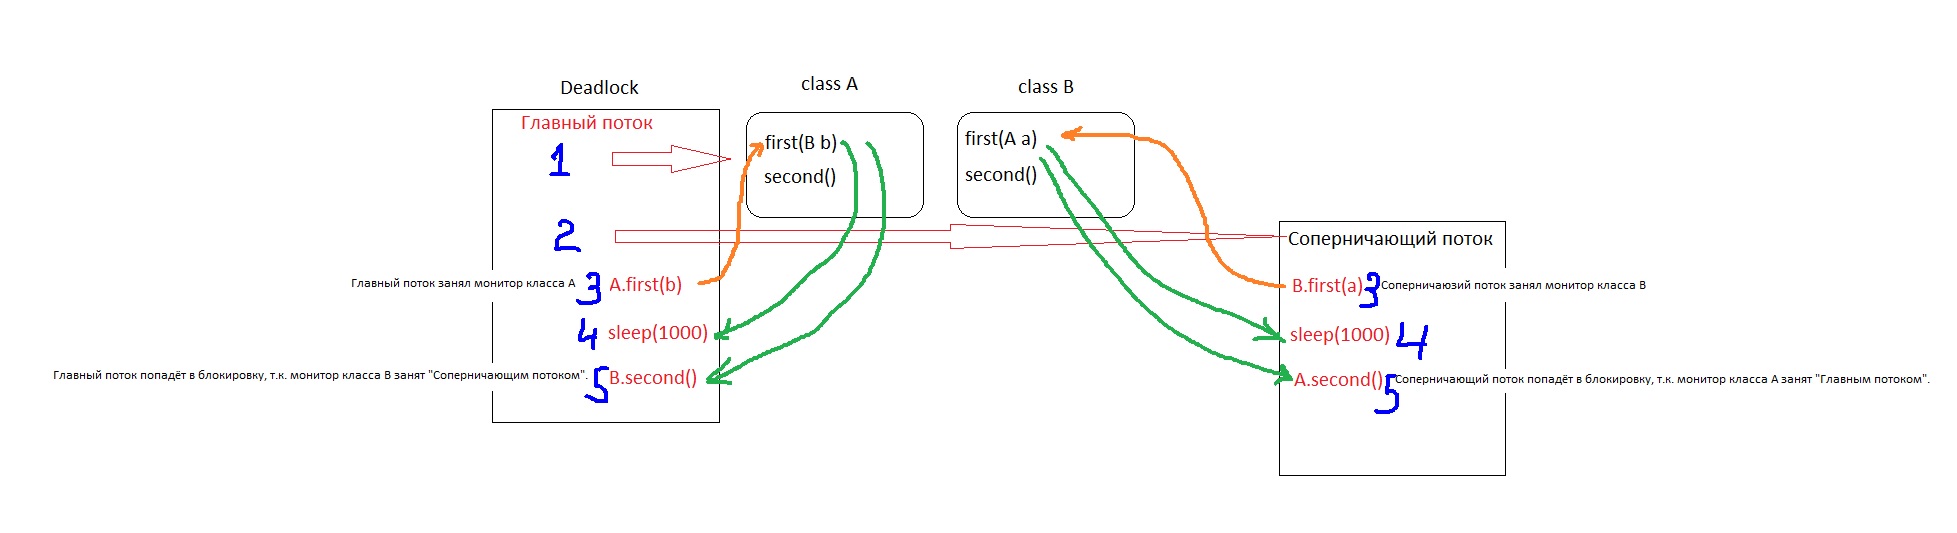 Deadlock
class A
class B
Главный поток
1
first(B b)
second()
first(A a)
second()
2
Соперничающий поток
Главный поток занял монитор класса А
3
A.first(b)
B.first(a)
3
Соперничаюзий поток занял монитор класса В
4
sleep(1000)
sleep(1000)
4
Главный поток попадёт в блокировку, т.к. монитор класса В занят "Соперничающим потоком".
5
B.second()
A.second()
5
Соперничающий поток попадёт в блокировку, т.к. монитор класса А занят "Главным потоком".